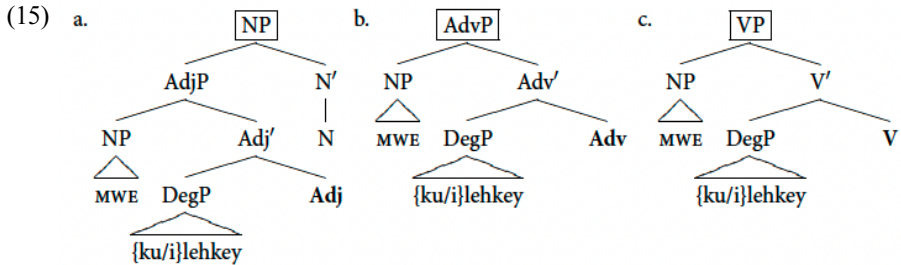 (15) a. NP b. AdvP c. VP
AdjP N′ NP Adv′ NP V′
NP Adj′ N MWE DegP Adv MWE DegP V
MWE DegP Adj {ku/i}lehkey {ku/i}lehkey
{ku/i}lehkey